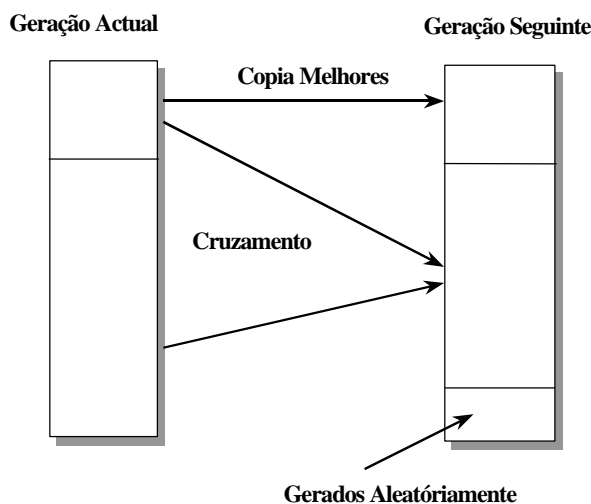 Geração Actual
Geração Seguinte
Copia Melhores
Cruzamento
Gerados Aleatóriamente